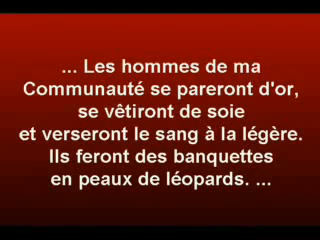 ... Les hommes de ma
Communauté se pareront d'or,
se vêtiront de soie
et verseront le sang à la légère.
Ils feront des banquettes
en peaux de léopards. ...